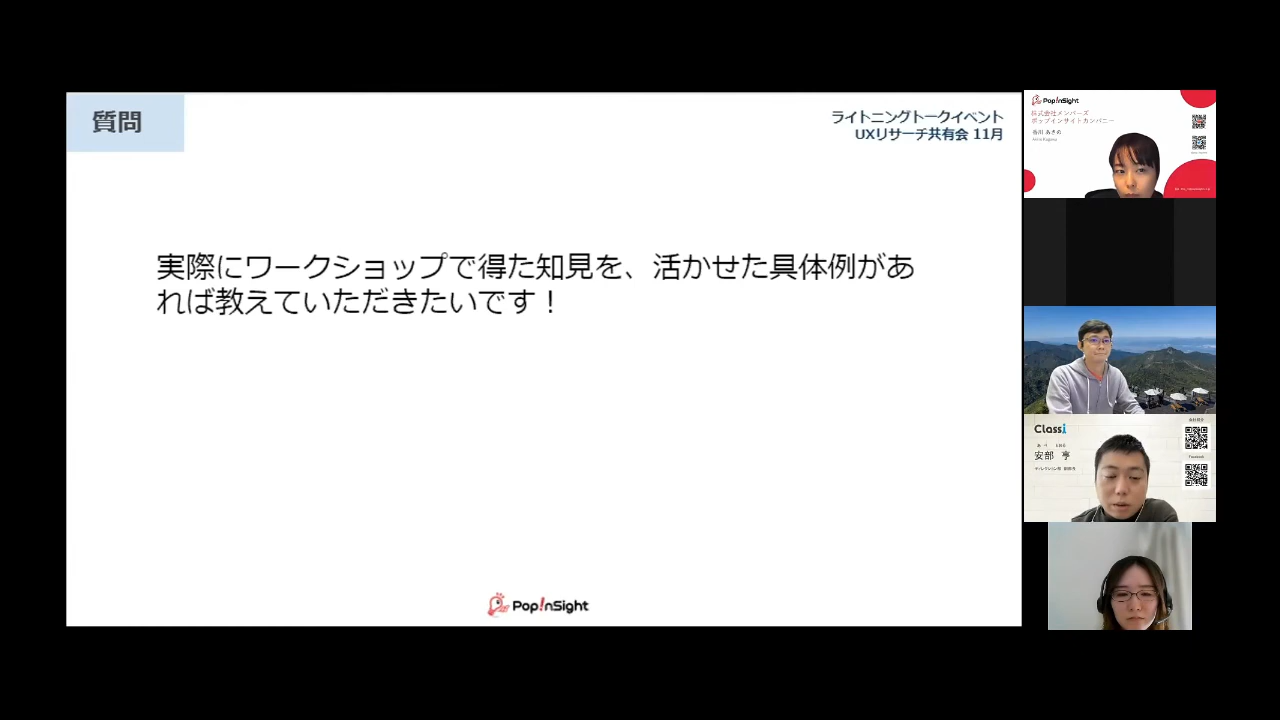 質問
ライトニングトークイベント
UXリサーチ共有会 11月
実際にワークショップで得た知見を、活かせた具体例があ
れば教えていただきたいです！
Pop!nSight
Pop!nSight
株式会社メンバーズ
ポップインサイトカンパニー
Classi
安部 亨
Facebook